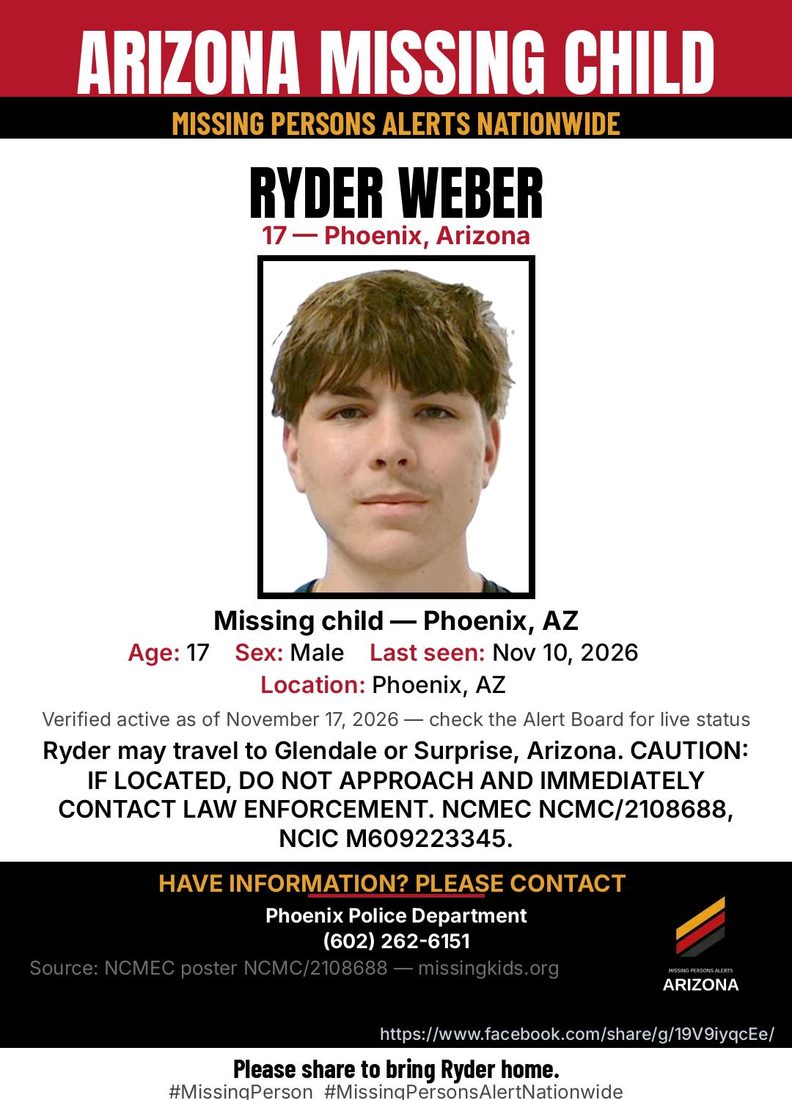 ARIZONA MISSING CHILD
MISSING PERSONS ALERTS NATIONWIDE
RYDER WEBER
17 — Phoenix, Arizona
Missing child — Phoenix, AZ
Age: 17 Sex: Male Last seen: Nov 10, 2026
Location: Phoenix, AZ
Verified active as of November 17, 2026 — check the Alert Board for live status
Ryder may travel to Glendale or Surprise, Arizona. CAUTION:
IF LOCATED, DO NOT APPROACH AND IMMEDIATELY
CONTACT LAW ENFORCEMENT. NCMEC NCMC/2108688,
NCIC M609223345.
HAVE INFORMATION? PLEASE CONTACT
Phoenix Police Department
(602) 262-6151
Source: NCMEC poster NCMC/2108688 — missingkids.org
MISSING PERSONS ALERTS
ARIZONA
https://www.facebook.com/share/g/19V9iyqcEe/
Please share to bring Ryder home.
#MissingPerson #MissingPersonsAlertNationwide